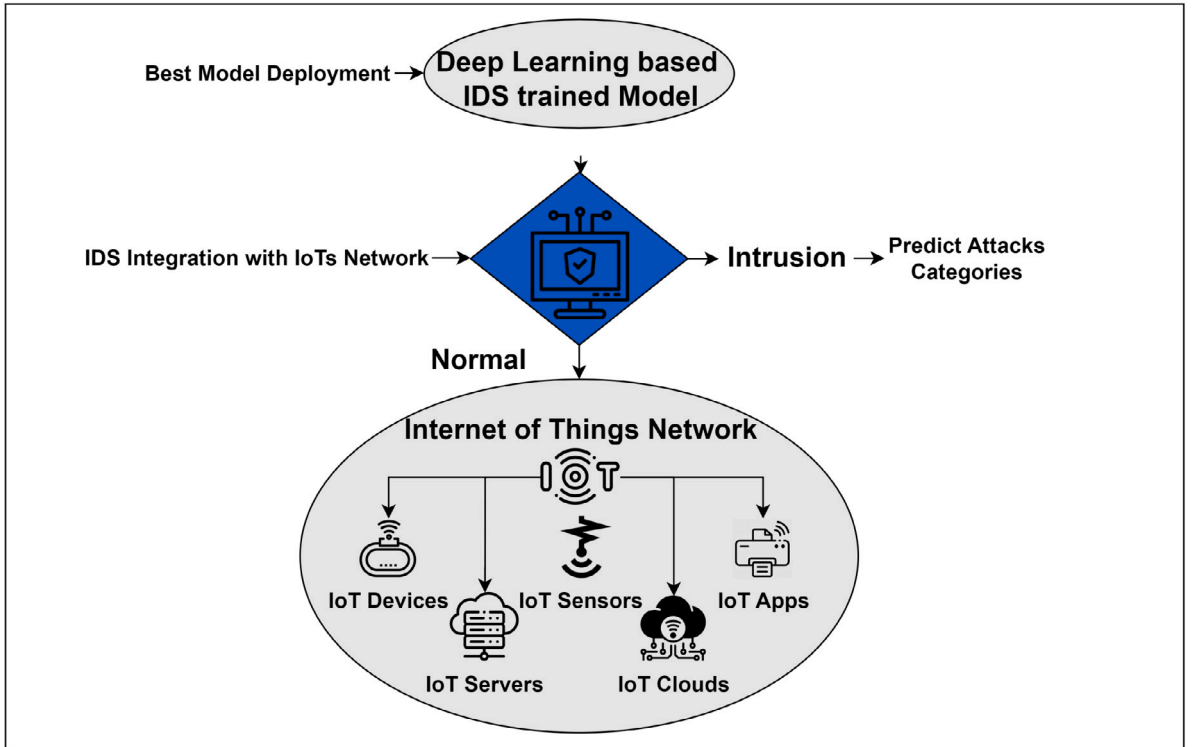 Deep Learning based
Best Model Deployment
IDS trained Model
IDS Integration with IoTs Network
Intrusion
Predict Attacks
Categories
Normal
Internet of Things Network
IOT
IoT Devices
IoT Sensors
IoT Apps
IoT Servers
IoT Clouds